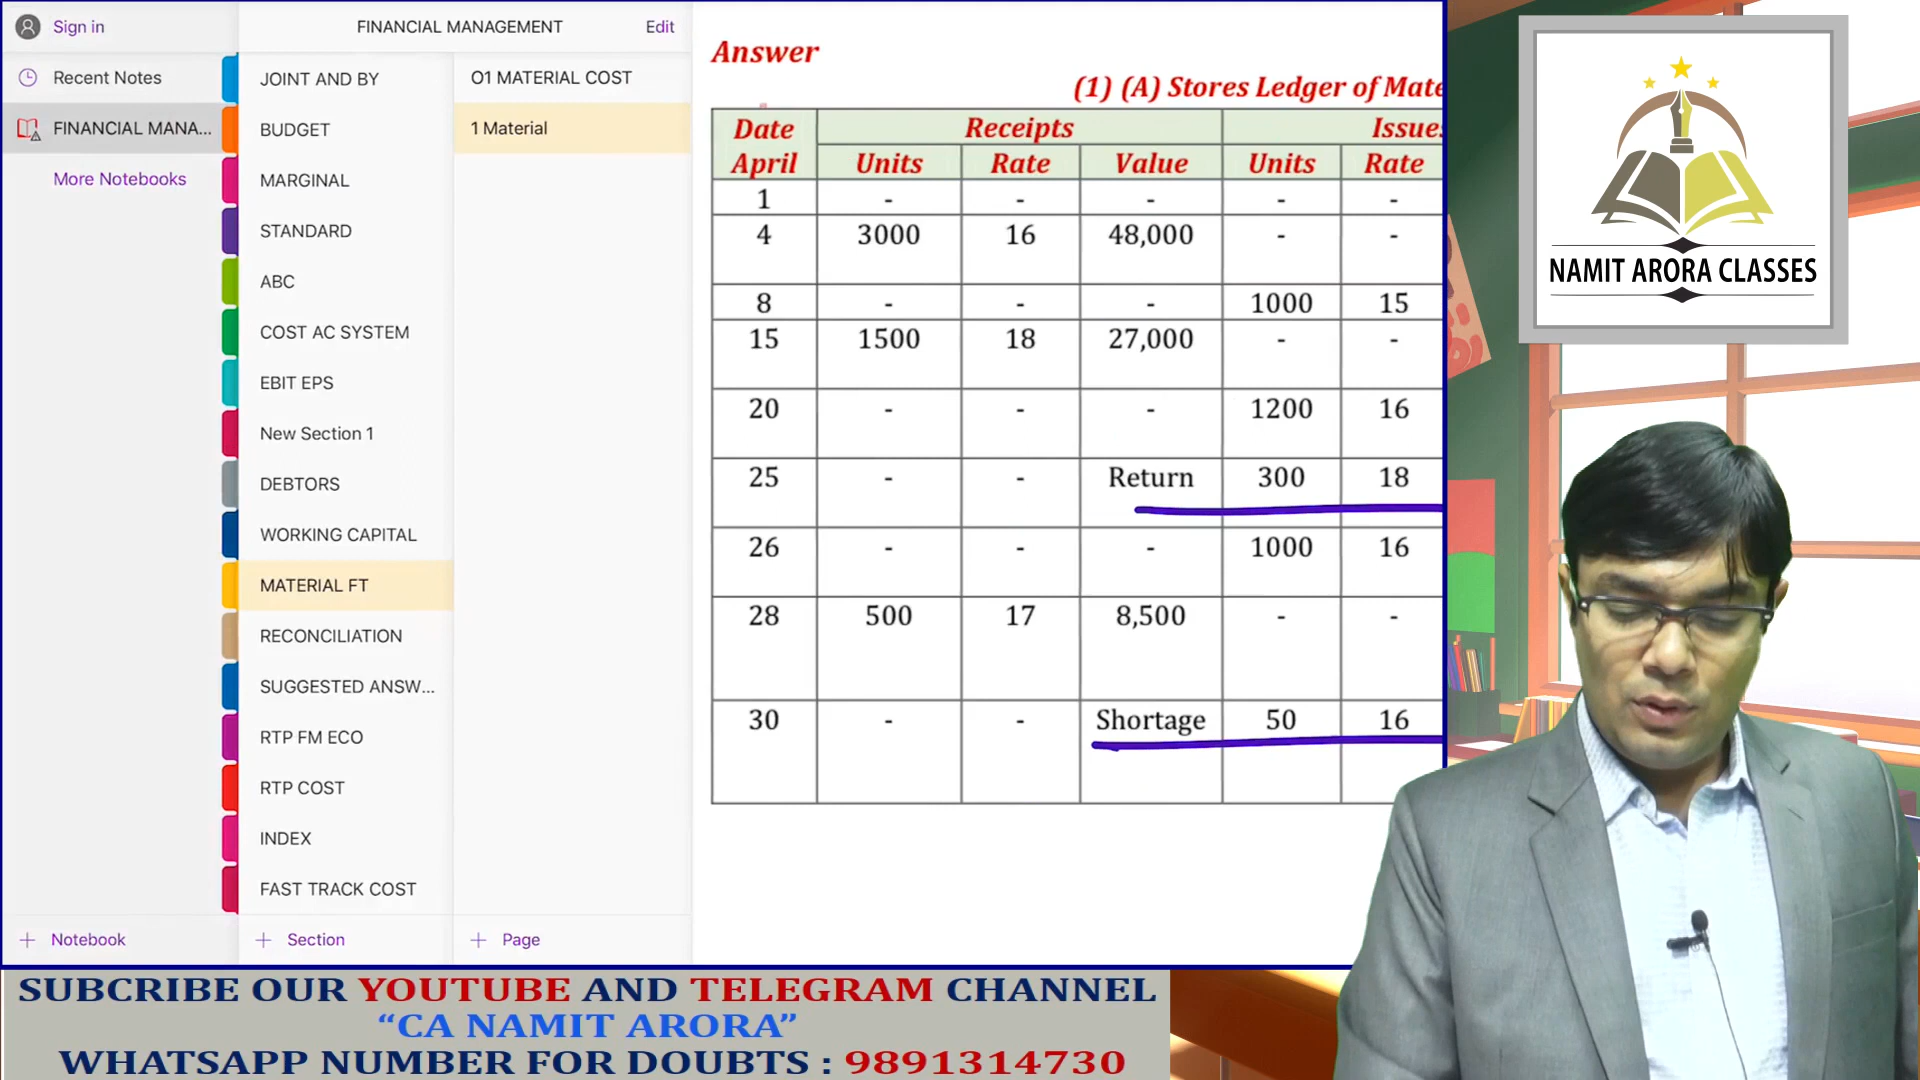 Sign in
FINANCIAL MANAGEMENT
Edit
Recent Notes
FINANCIAL MANA...
More Notebooks
JOINT AND BY
BUDGET
MARGINAL
STANDARD
ABC
COST AC SYSTEM
EBIT EPS
New Section 1
DEBTORS
WORKING CAPITAL
MATERIAL FT
RECONCILIATION
SUGGESTED ANSW...
RTP FM ECO
RTP COST
INDEX
FAST TRACK COST
O1 MATERIAL COST
1 Material
+ Notebook
+ Section
+ Page
Answer
(1) (A) Stores Ledger of Mate
Date April Receipts Issues
Units Rate Value Units Rate
1 - - - - -
4 3000 16 48,000 - -
8 - - - 1000 15
15 1500 18 27,000 - -
20 - - - 1200 16
25 - - Return 300 18
26 - - - 1000 16
28 500 17 8,500 - -
30 - - Shortage 50 16
NAMIT ARORA CLASSES
SUBCRIBE OUR YOUTUBE AND TELEGRAM CHANNEL
“CA NAMIT ARORA”
WHATSAPP NUMBER FOR DOUBTS : 9891314730